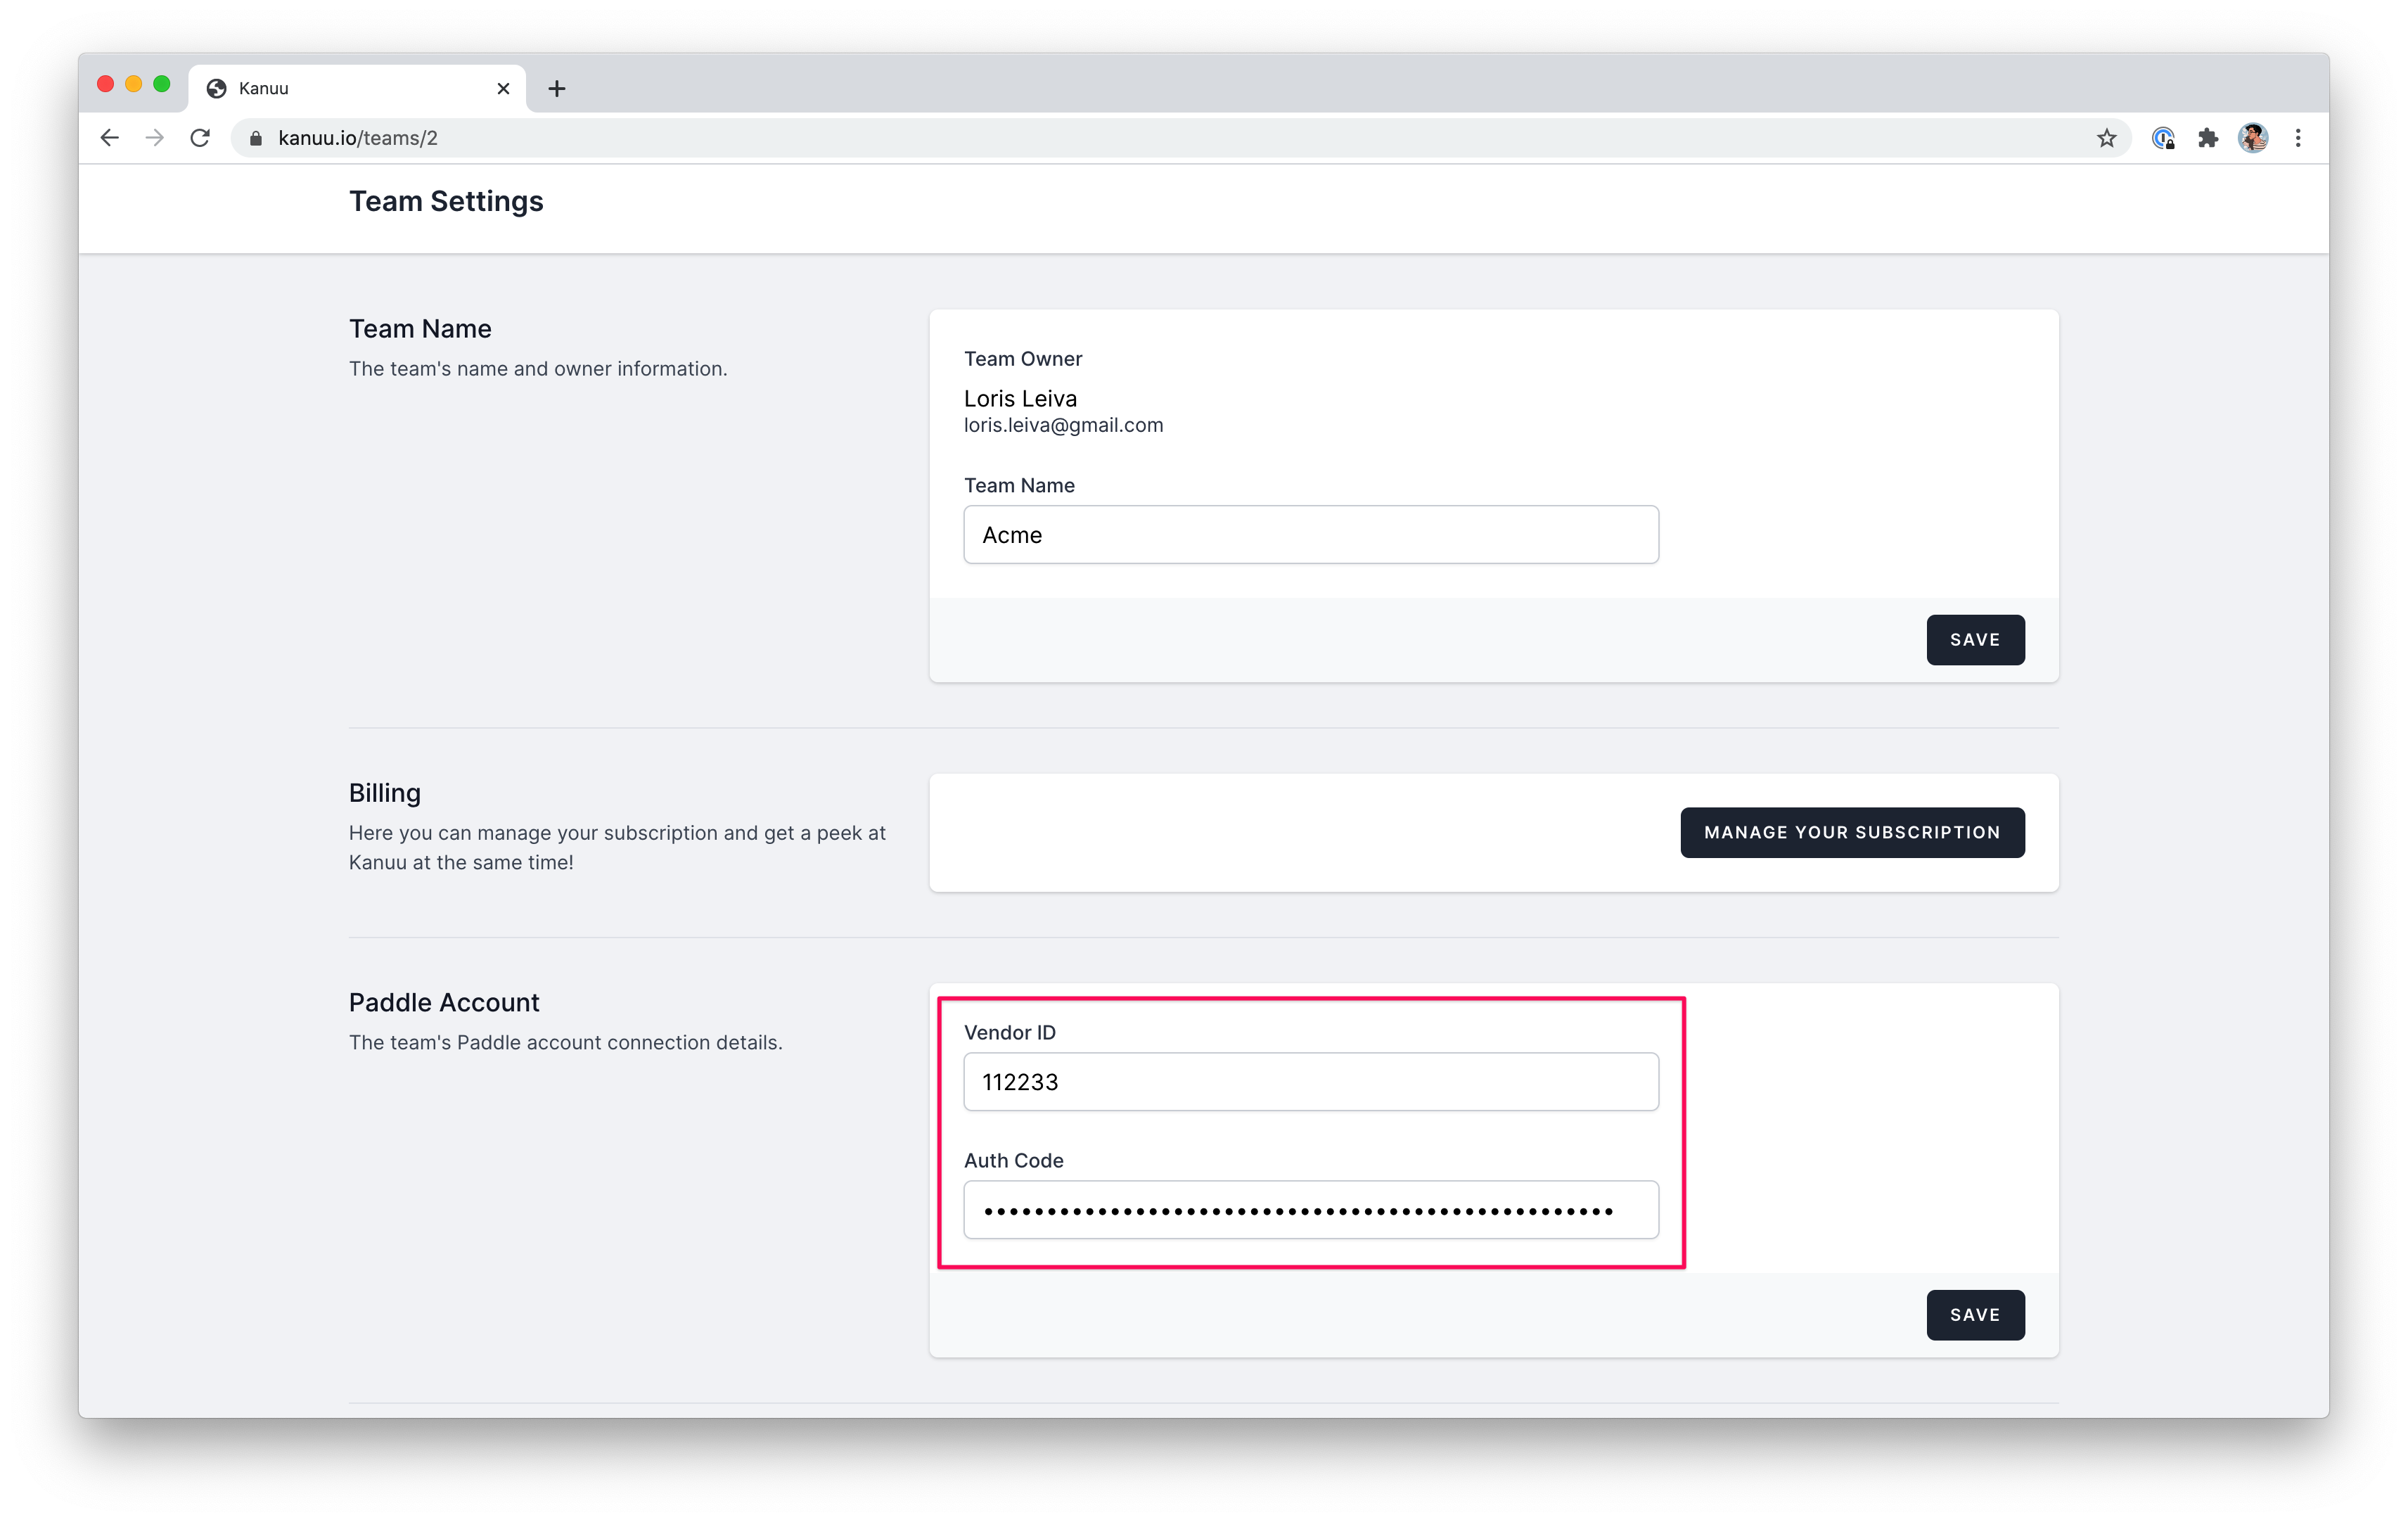 Kanuu
kanuu.io/teams/2
Team Settings
Team Name
The team's name and owner information.
Team Owner
Loris Leiva
loris.leiva@gmail.com
Team Name
Acme
SAVE
Billing
Here you can manage your subscription and get a peek at
Kanuu at the same time!
MANAGE YOUR SUBSCRIPTION
Paddle Account
The team's Paddle account connection details.
Vendor ID
112233
Auth Code
••••••••••••••••••••••••••••••••••••••••••••••••••
SAVE